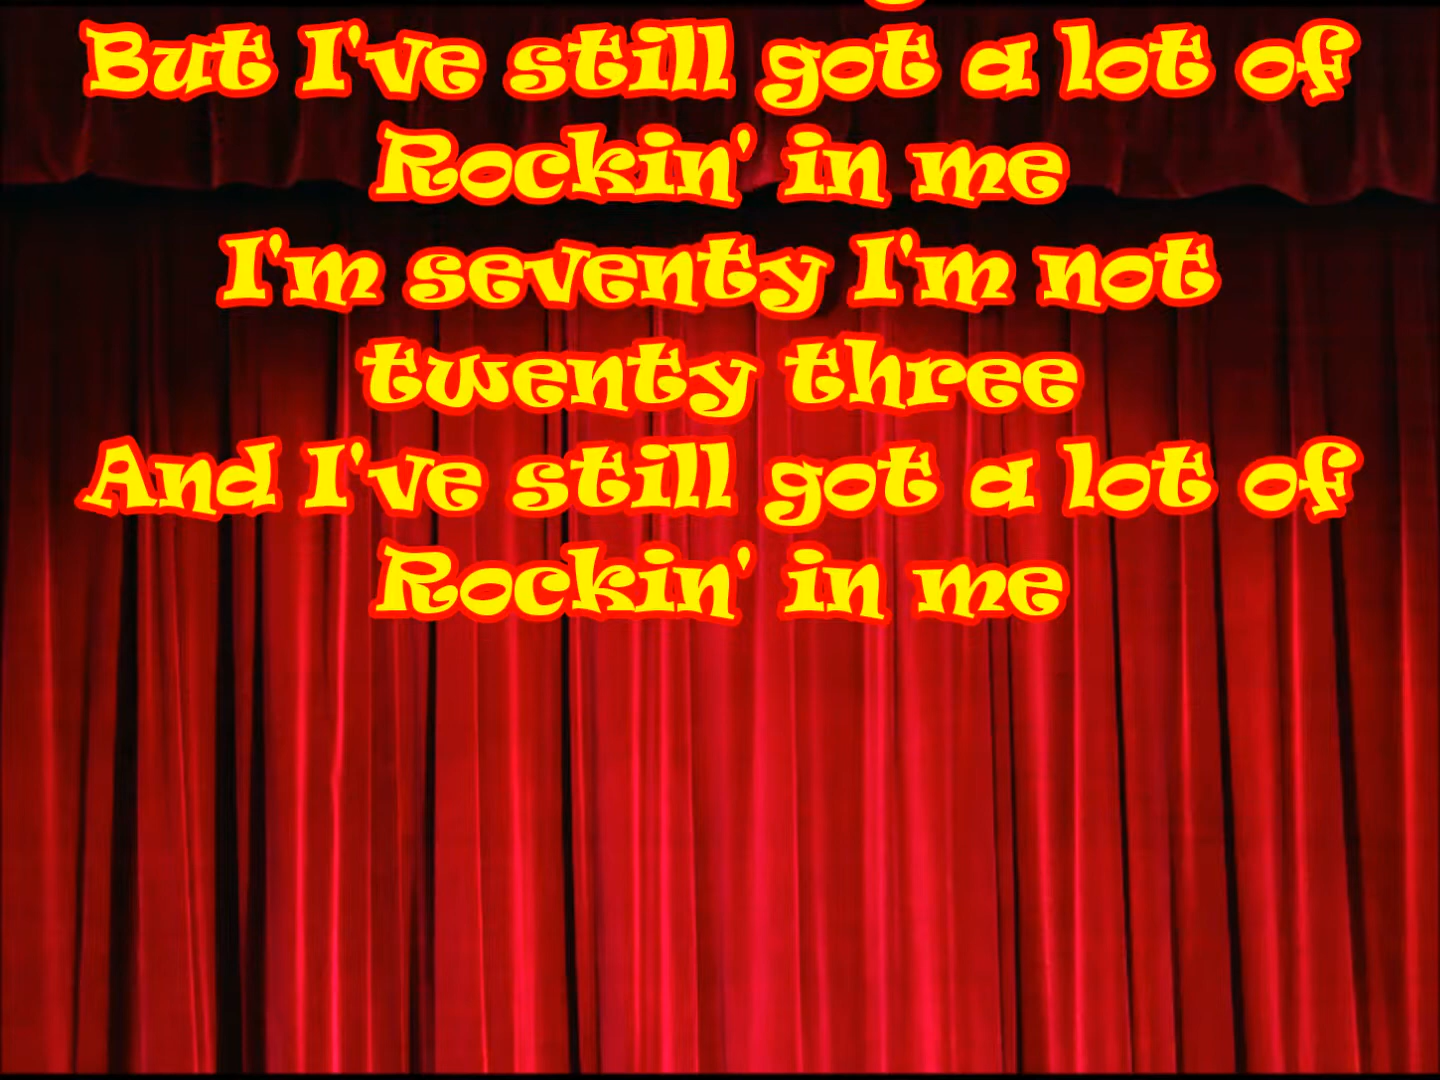 But I've still got a lot of
Rockin' in me
I'm seventy I'm not
twenty three
And I've still got a lot of
Rockin' in me